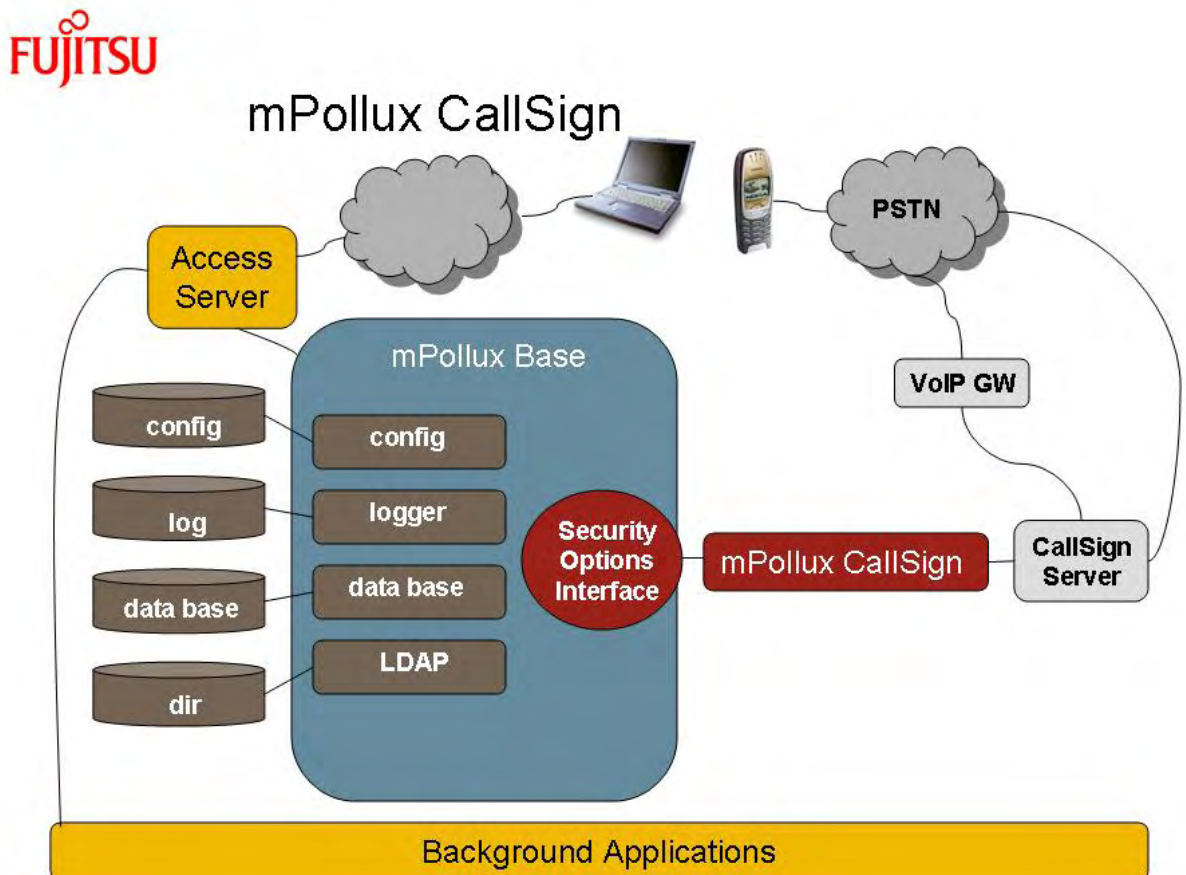 FUJITSU
mPollux CallSign
PSTN
Access
Server
mPollux Base
VoIP GW
config
config
log
logger
Security
Options
Interface
mPollux CallSign
CallSign
Server
data base
data base
LDAP
dir
Background Applications